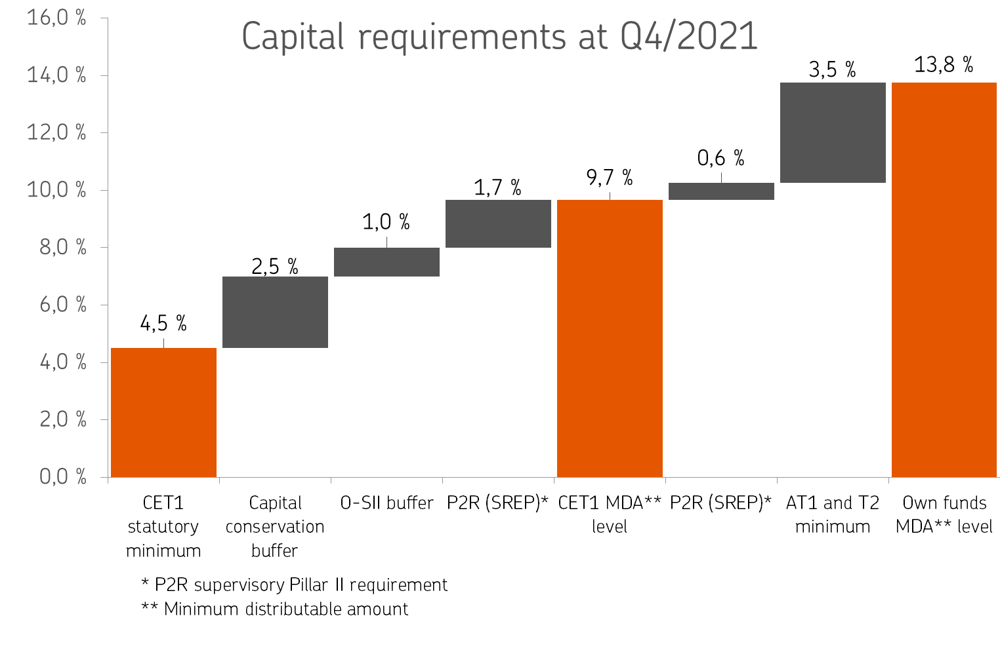 Capital requirements at Q4/2021
16,0 %
14,0 %
12,0 %
10,0 %
8,0 %
6,0 %
4,0 %
2,0 %
0,0 %
4,5 %
2,5 %
1,0 %
1,7 %
9,7 %
0,6 %
3,5 %
13,8 %
CET1
statutory
minimum
Capital
conservation
buffer
O-SII buffer
P2R (SREP)*
CET1 MDA**
level
P2R (SREP)*
AT1 and T2
minimum
Own funds
MDA** level
* P2R supervisory Pillar II requirement
** Minimum distributable amount